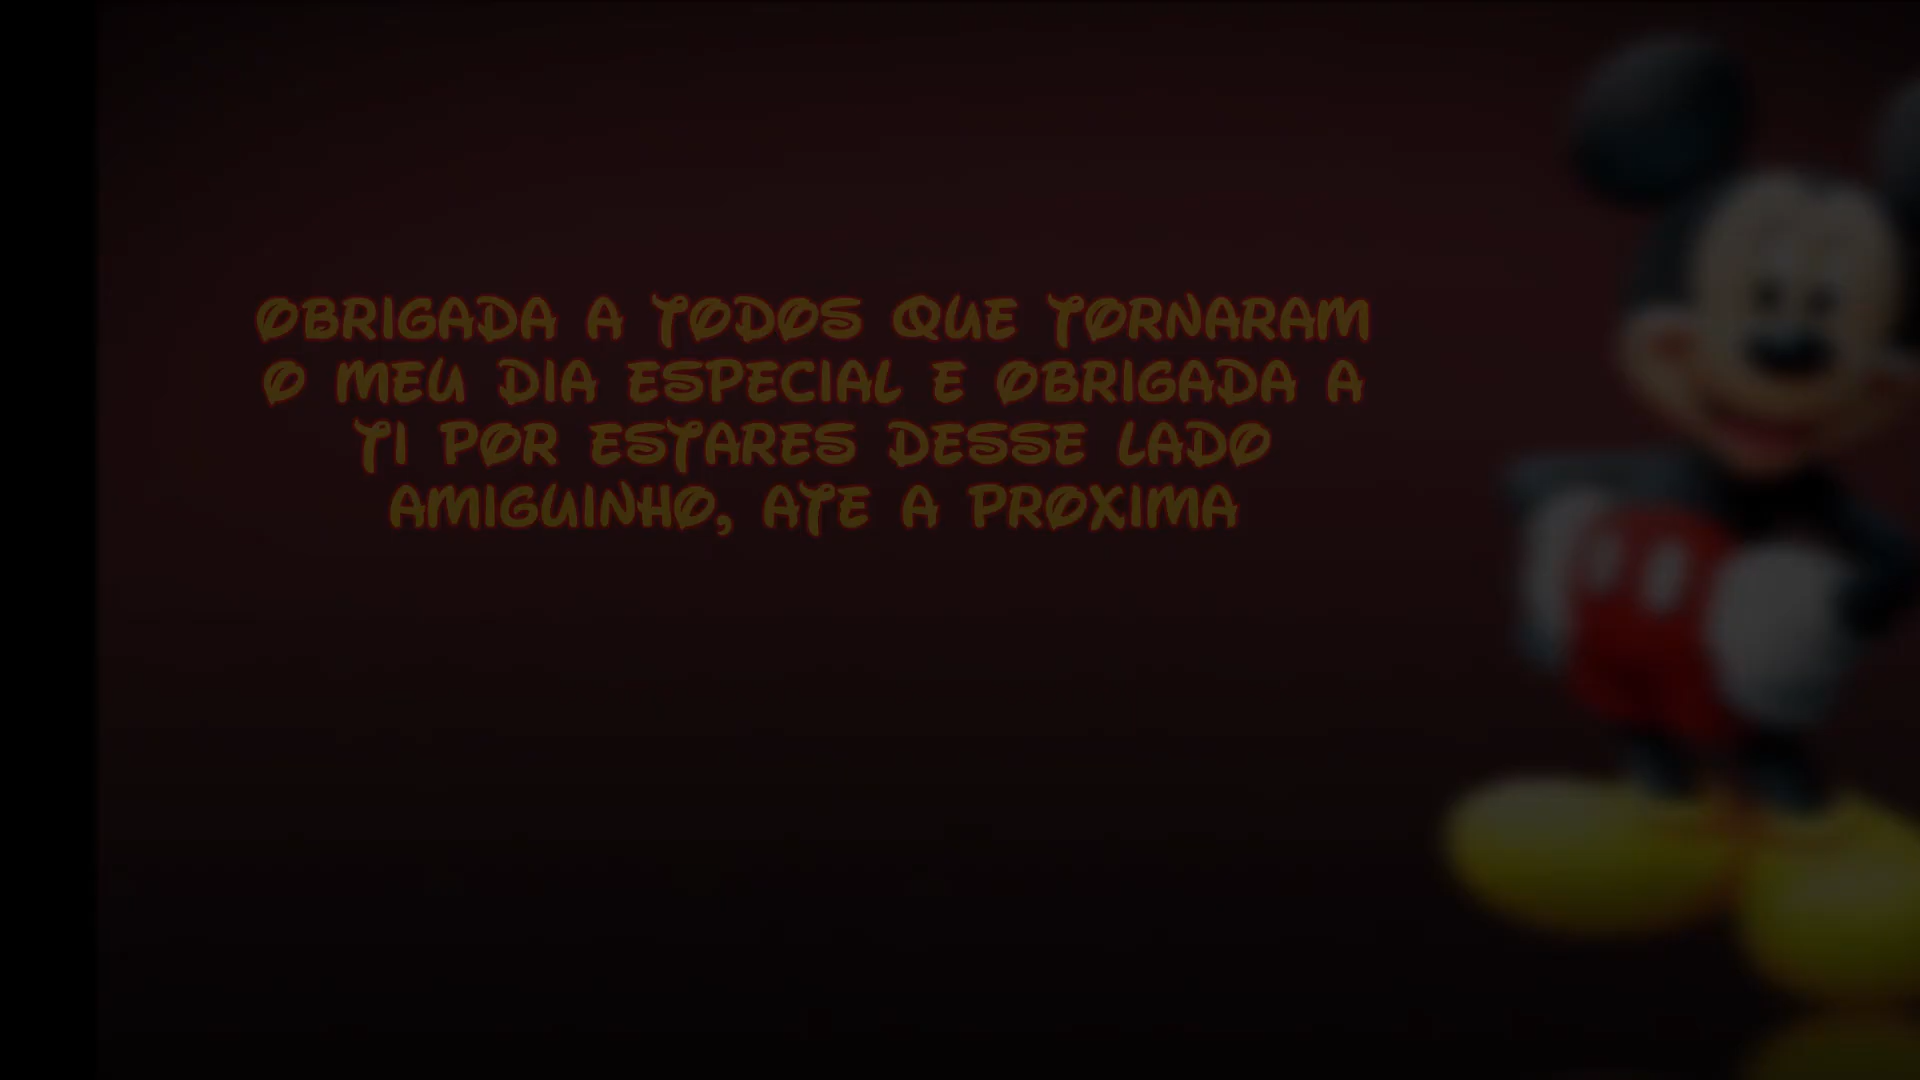 OBRIGADA A TODOS QUE TORNARAM
O MEU DIA ESPECIAL E OBRIGADA A
TI POR ESTARES DESSE LADO
AMIGUINHO, ATE A PROXIMA